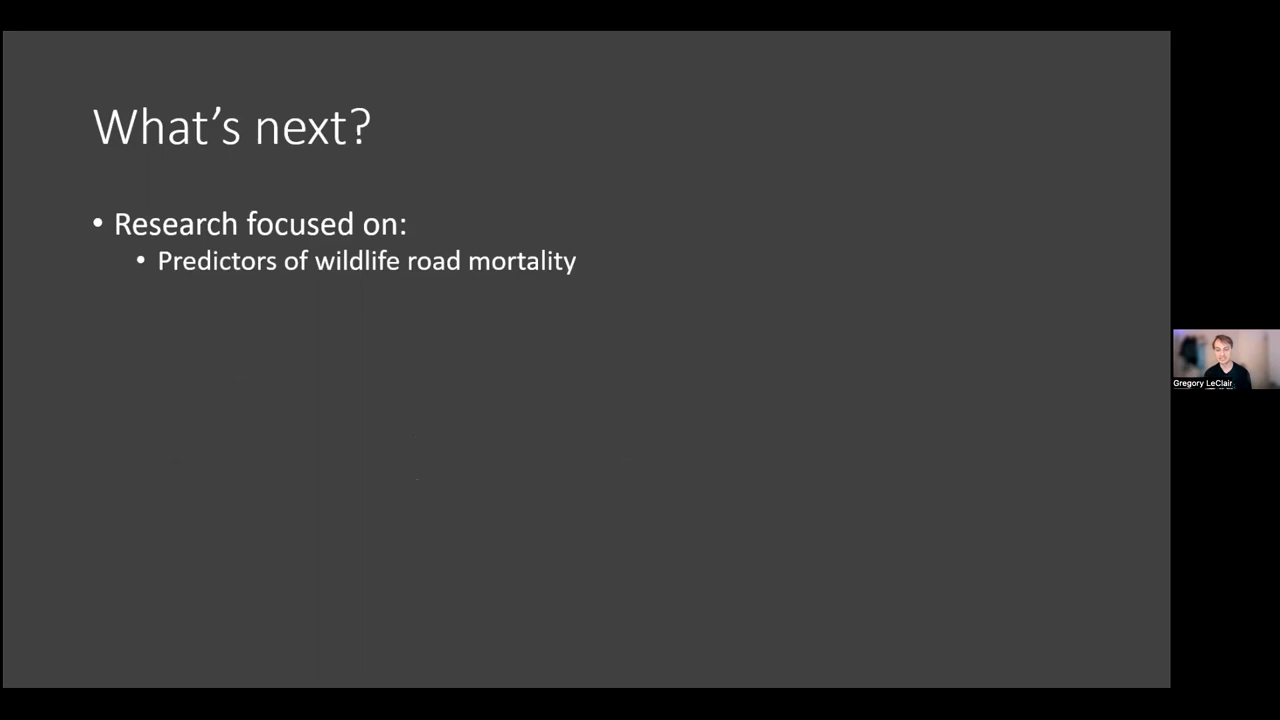 What’s next?
• Research focused on:
• Predictors of wildlife road mortality
Gregory LeClair